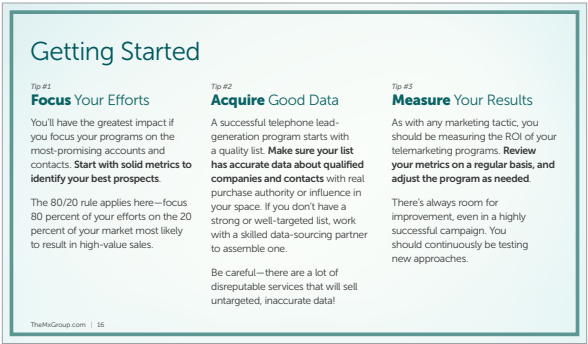 Getting Started
Tip #1
Focus Your Efforts
You'll have the greatest impact if
you focus your programs on the
most-promising accounts and
contacts. Start with solid metrics to
identify your best prospects.
The 80/20 rule applies here—focus
80 percent of your efforts on the 20
percent of your market most likely
to result in high-value sales.
Tip #2
Acquire Good Data
A successful telephone lead-
generation program starts with
a quality list. Make sure your list
has accurate data about qualified
companies and contacts with real
purchase authority or influence in
your space. If you don't have a
strong or well-targeted list, work
with a skilled data-sourcing partner
to assemble one.
Be careful—there are a lot of
disreputable services that will sell
untargeted, inaccurate data!
Tip #3
Measure Your Results
As with any marketing tactic, you
should be measuring the ROI of your
telemarketing programs. Review
your metrics on a regular basis, and
adjust the program as needed.
There's always room for
improvement, even in a highly
successful campaign. You
should continuously be testing
new approaches.
TheMxGroup.com | 16